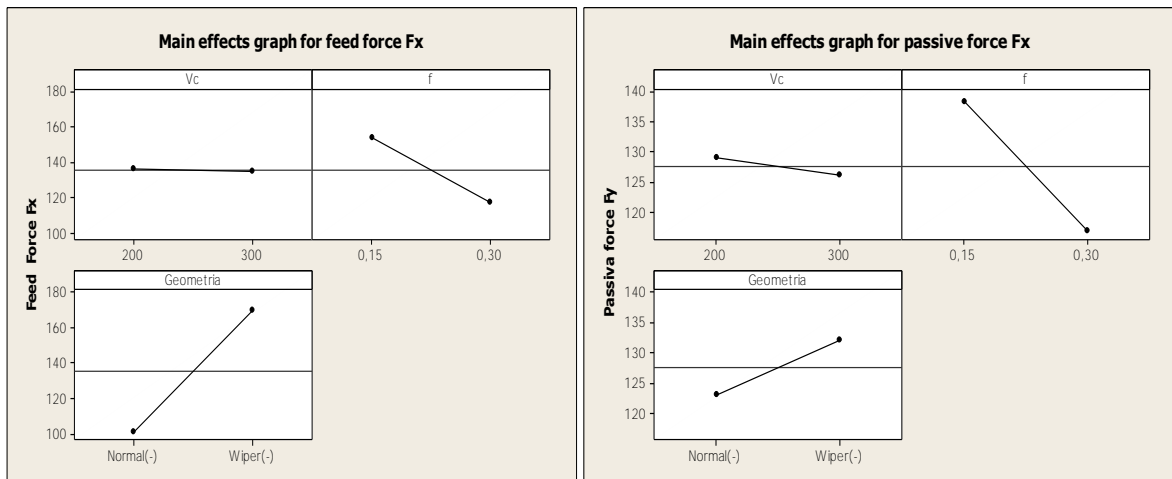 Main effects graph for feed force Fx
Vc
f
180
160
140
120
100
200
300
0,15
0,30
Geometria
180
160
140
120
100
Normal(-)
Wiper(-)
Feed Force Fx
Main effects graph for passive force Fx
Vc
f
140
135
130
125
120
200
300
0,15
0,30
Geometria
140
135
130
125
120
Normal(-)
Wiper(-)
Passiva force Fy